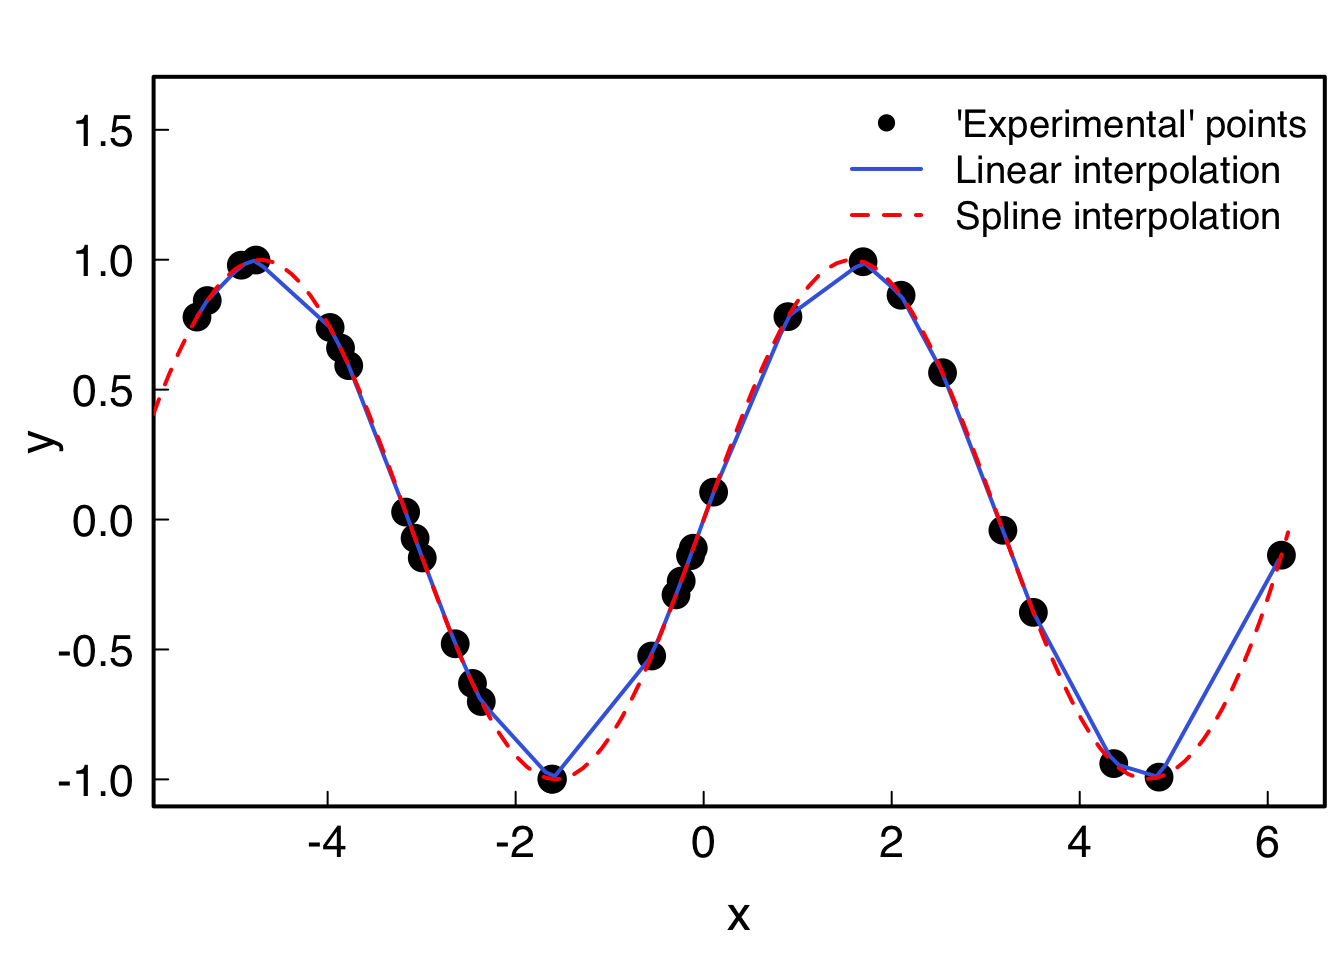 'Experimental' points
Linear interpolation
Spline interpolation
1.5
1.0
0.5
0.0
-0.5
-1.0
y
-4 -2 0 2 4 6
x